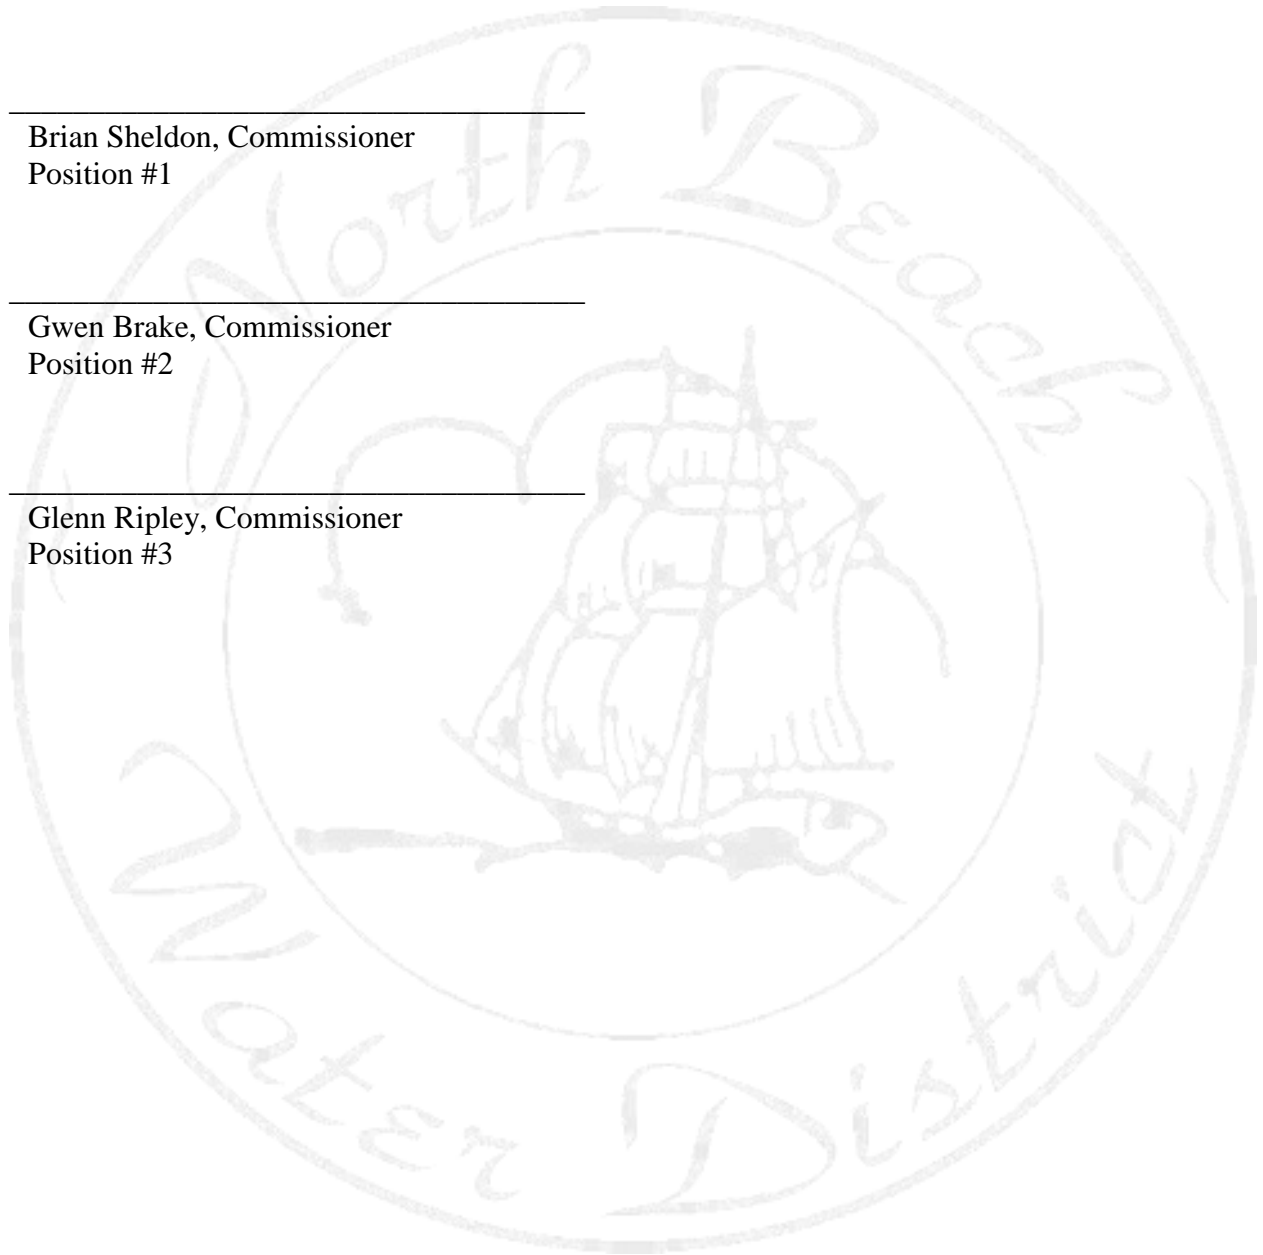 Brian Sheldon, Commissioner
Position #1
Gwen Brake, Commissioner
Position #2
Glenn Ripley, Commissioner
Position #3
North Beach
Water District